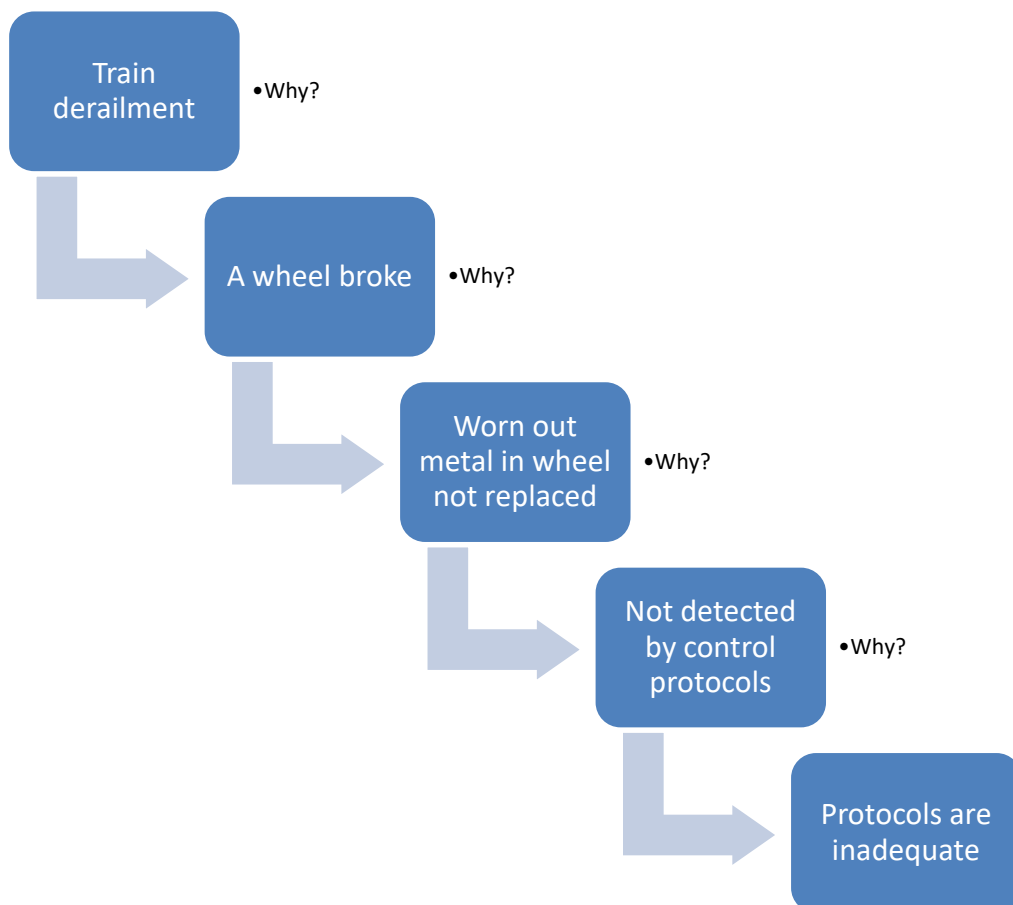 Train
derailment
•Why?
A wheel broke
•Why?
Worn out
metal in wheel
not replaced
•Why?
Not detected
by control
protocols
•Why?
Protocols are
inadequate